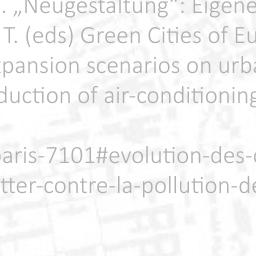 . „Neugestaltung“: Eigene
T. (eds) Green Cities of Eu
xpansion scenarios on urba
duction of air-conditioning
paris-7101#evolution-des-
tter-contre-la-pollution-de